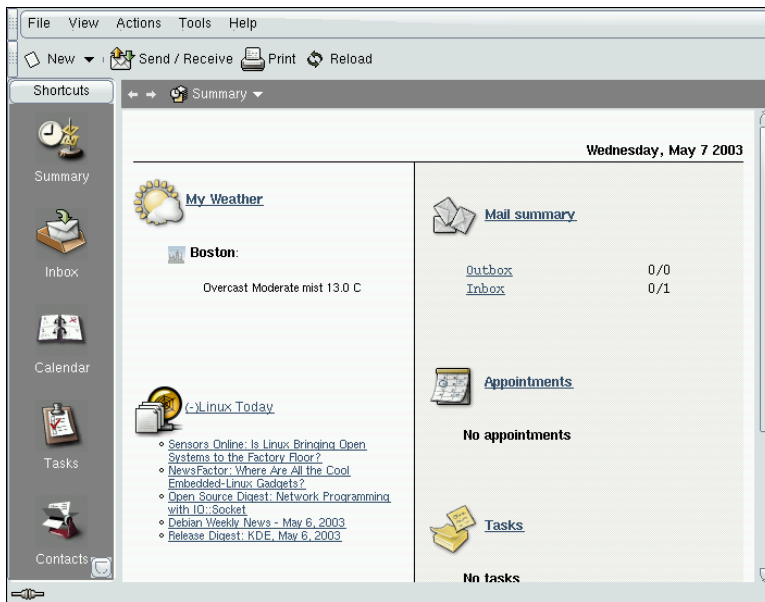 File View Actions Tools Help
New Send / Receive Print Reload
Shortcuts
Summary
Summary
Inbox
Calendar
Tasks
Contacts
Wednesday, May 7 2003
My Weather
Boston:
Overcast Moderate mist 13.0 C
(-)Linux Today
Sensors Online: Is Linux Bringing Open
Systems to the Factory Floor?
NewsFactor: Where Are All the Cool
Embedded-Linux Gadgets?
Open Source Digest: Network Programming
with IO::Socket
Debian Weekly News - May 6, 2003
Release Digest: KDE, May 6, 2003
Mail summary
Outbox 0/0
Inbox 0/1
Appointments
No appointments
Tasks
No tasks